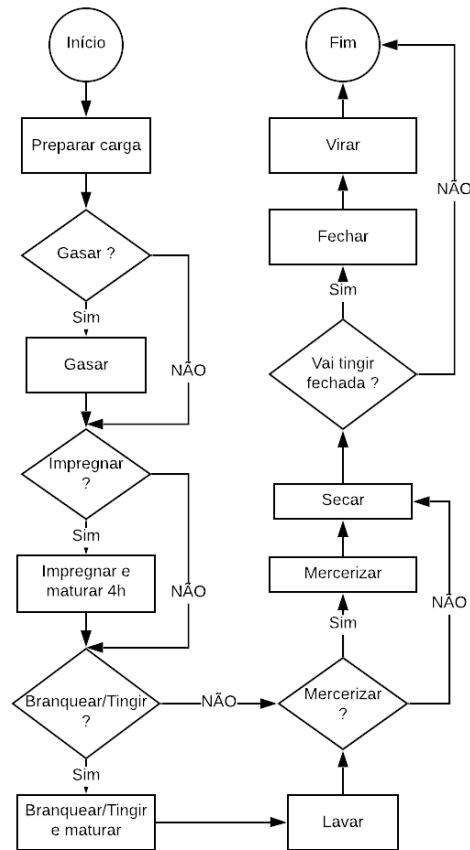 Início
Preparar carga
Gasar ?
Sim
NÃO
Gasar
Impregnar
?
Sim
NÃO
Impregnar e
maturar 4h
Branquear/Tingir
?
NÃO
Sim
Branquear/Tingir
e maturar
Lavar
Mercerizar
?
Sim
NÃO
Mercerizar
Secar
Vai tingir
fechada ?
Sim
NÃO
Fechar
Virar
Fim